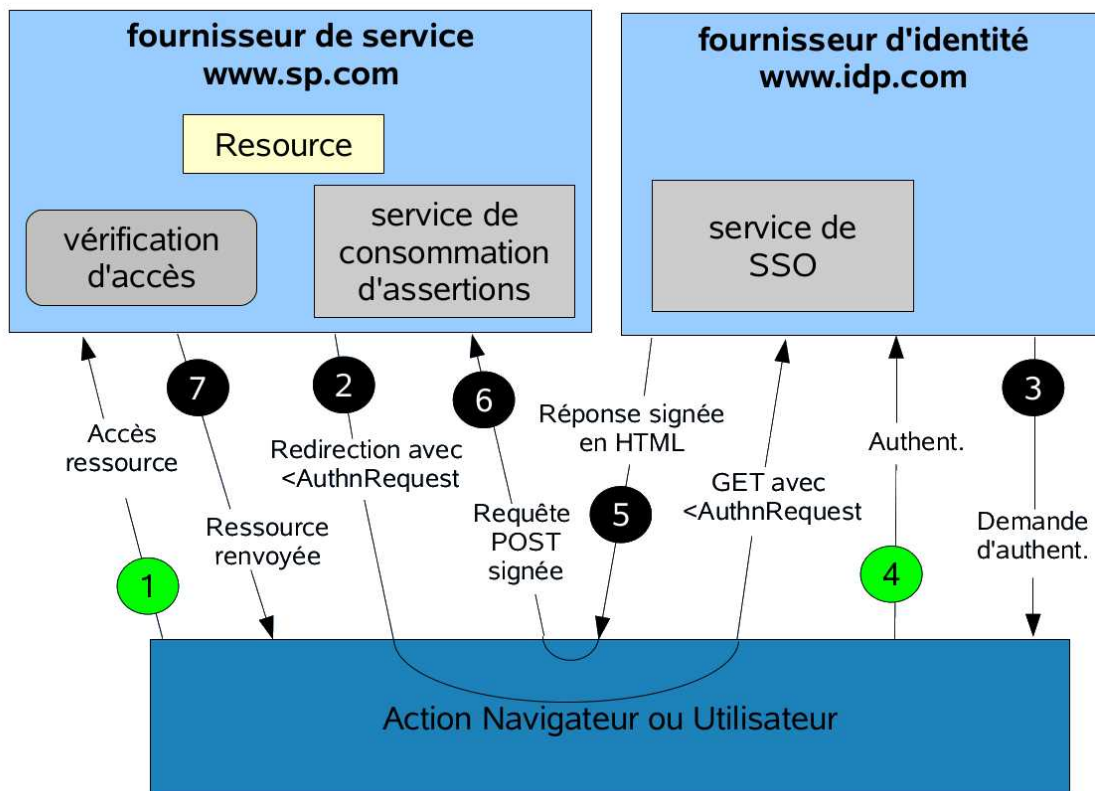 fournisseur de service
www.sp.com
Resource
vérification
d'accès
service de
consommation
d'assertions
fournisseur d'identité
www.idp.com
service de
SSO
7
2
6
3
Accès
ressource
Redirection avec
<AuthnRequest
Réponse signée
en HTML
Authent.
GET avec
<AuthnRequest
Ressource
renvoyée
Requête
POST
signée
5
Demande
d'authent.
1
4
Action Navigateur ou Utilisateur